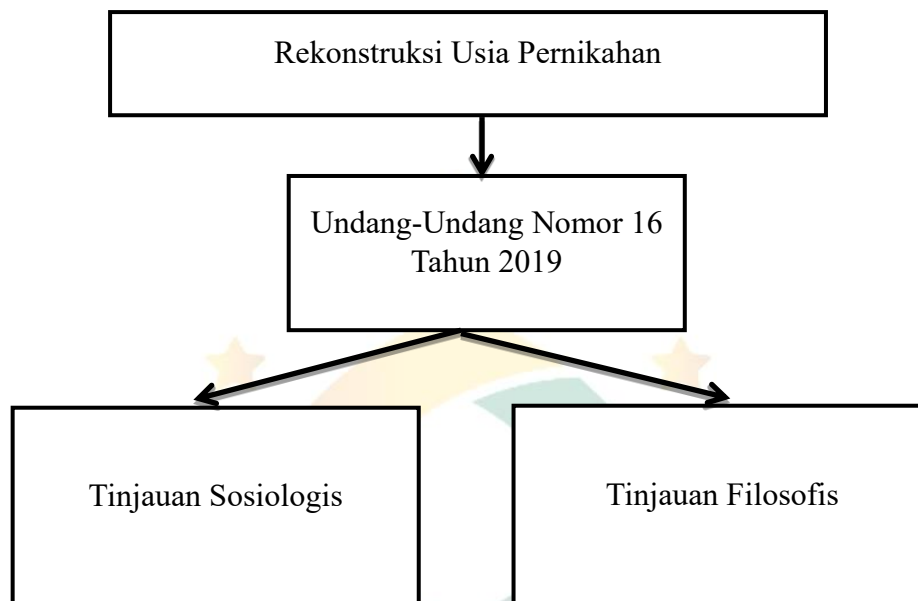 Rekonstruksi Usia Pernikahan
Undang-Undang Nomor 16
Tahun 2019
Tinjauan Sosiologis
Tinjauan Filosofis